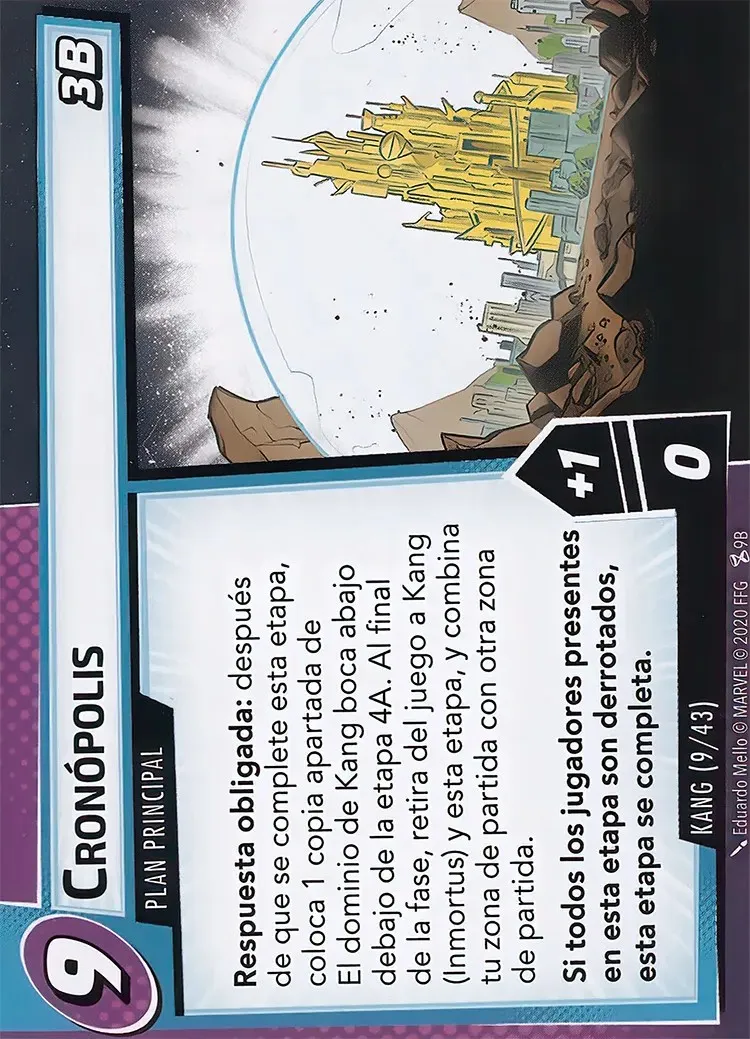 9
CRONÓPOLIS
3B
PLAN PRINCIPAL
Respuesta obligada: después
de que se complete esta etapa,
coloca 1 copia apartada de
El dominio de Kang boca abajo
debajo de la etapa 4A. Al final
de la fase, retira del juego a Kang
(Inmortus) y esta etapa, y combina
tu zona de partida con otra zona
de partida.
Si todos los jugadores presentes
en esta etapa son derrotados,
esta etapa se completa.
+1
0
KANG (9/43)
Eduardo Mello © MARVEL © 2020 FFG 9B